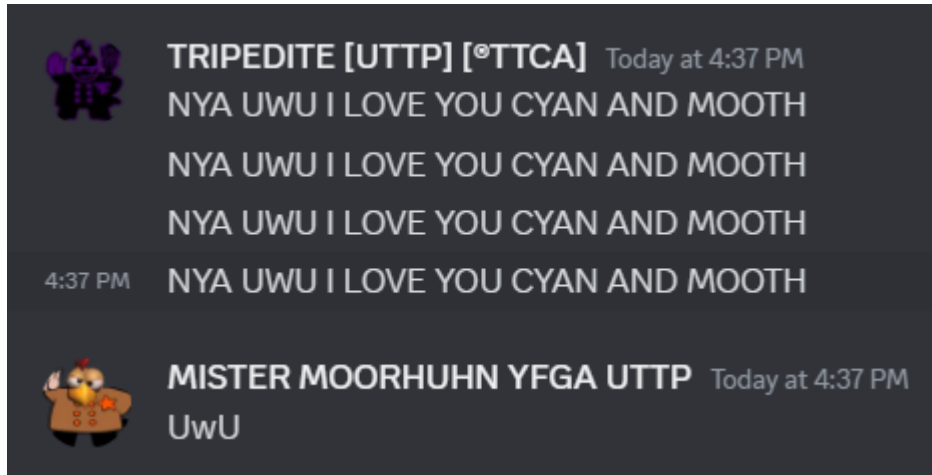 TRIPEDITE [UTTP] [®TTCA] Today at 4:37 PM
NYA UWU I LOVE YOU CYAN AND MOOTH
NYA UWU I LOVE YOU CYAN AND MOOTH
NYA UWU I LOVE YOU CYAN AND MOOTH
4:37 PM NYA UWU I LOVE YOU CYAN AND MOOTH
MISTER MOORHUHN YFGA UTTP Today at 4:37 PM
UwU